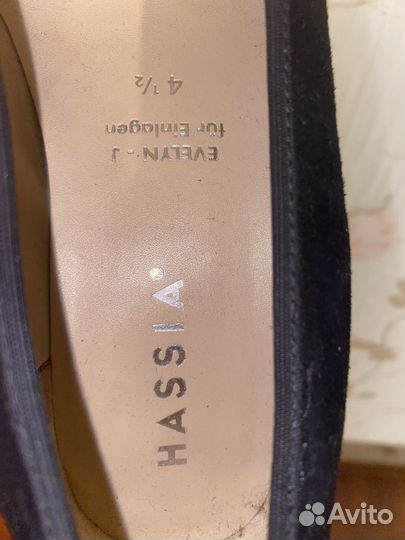 EVELYN - J
für Einlagen
4 ½
HASSIA
Avito